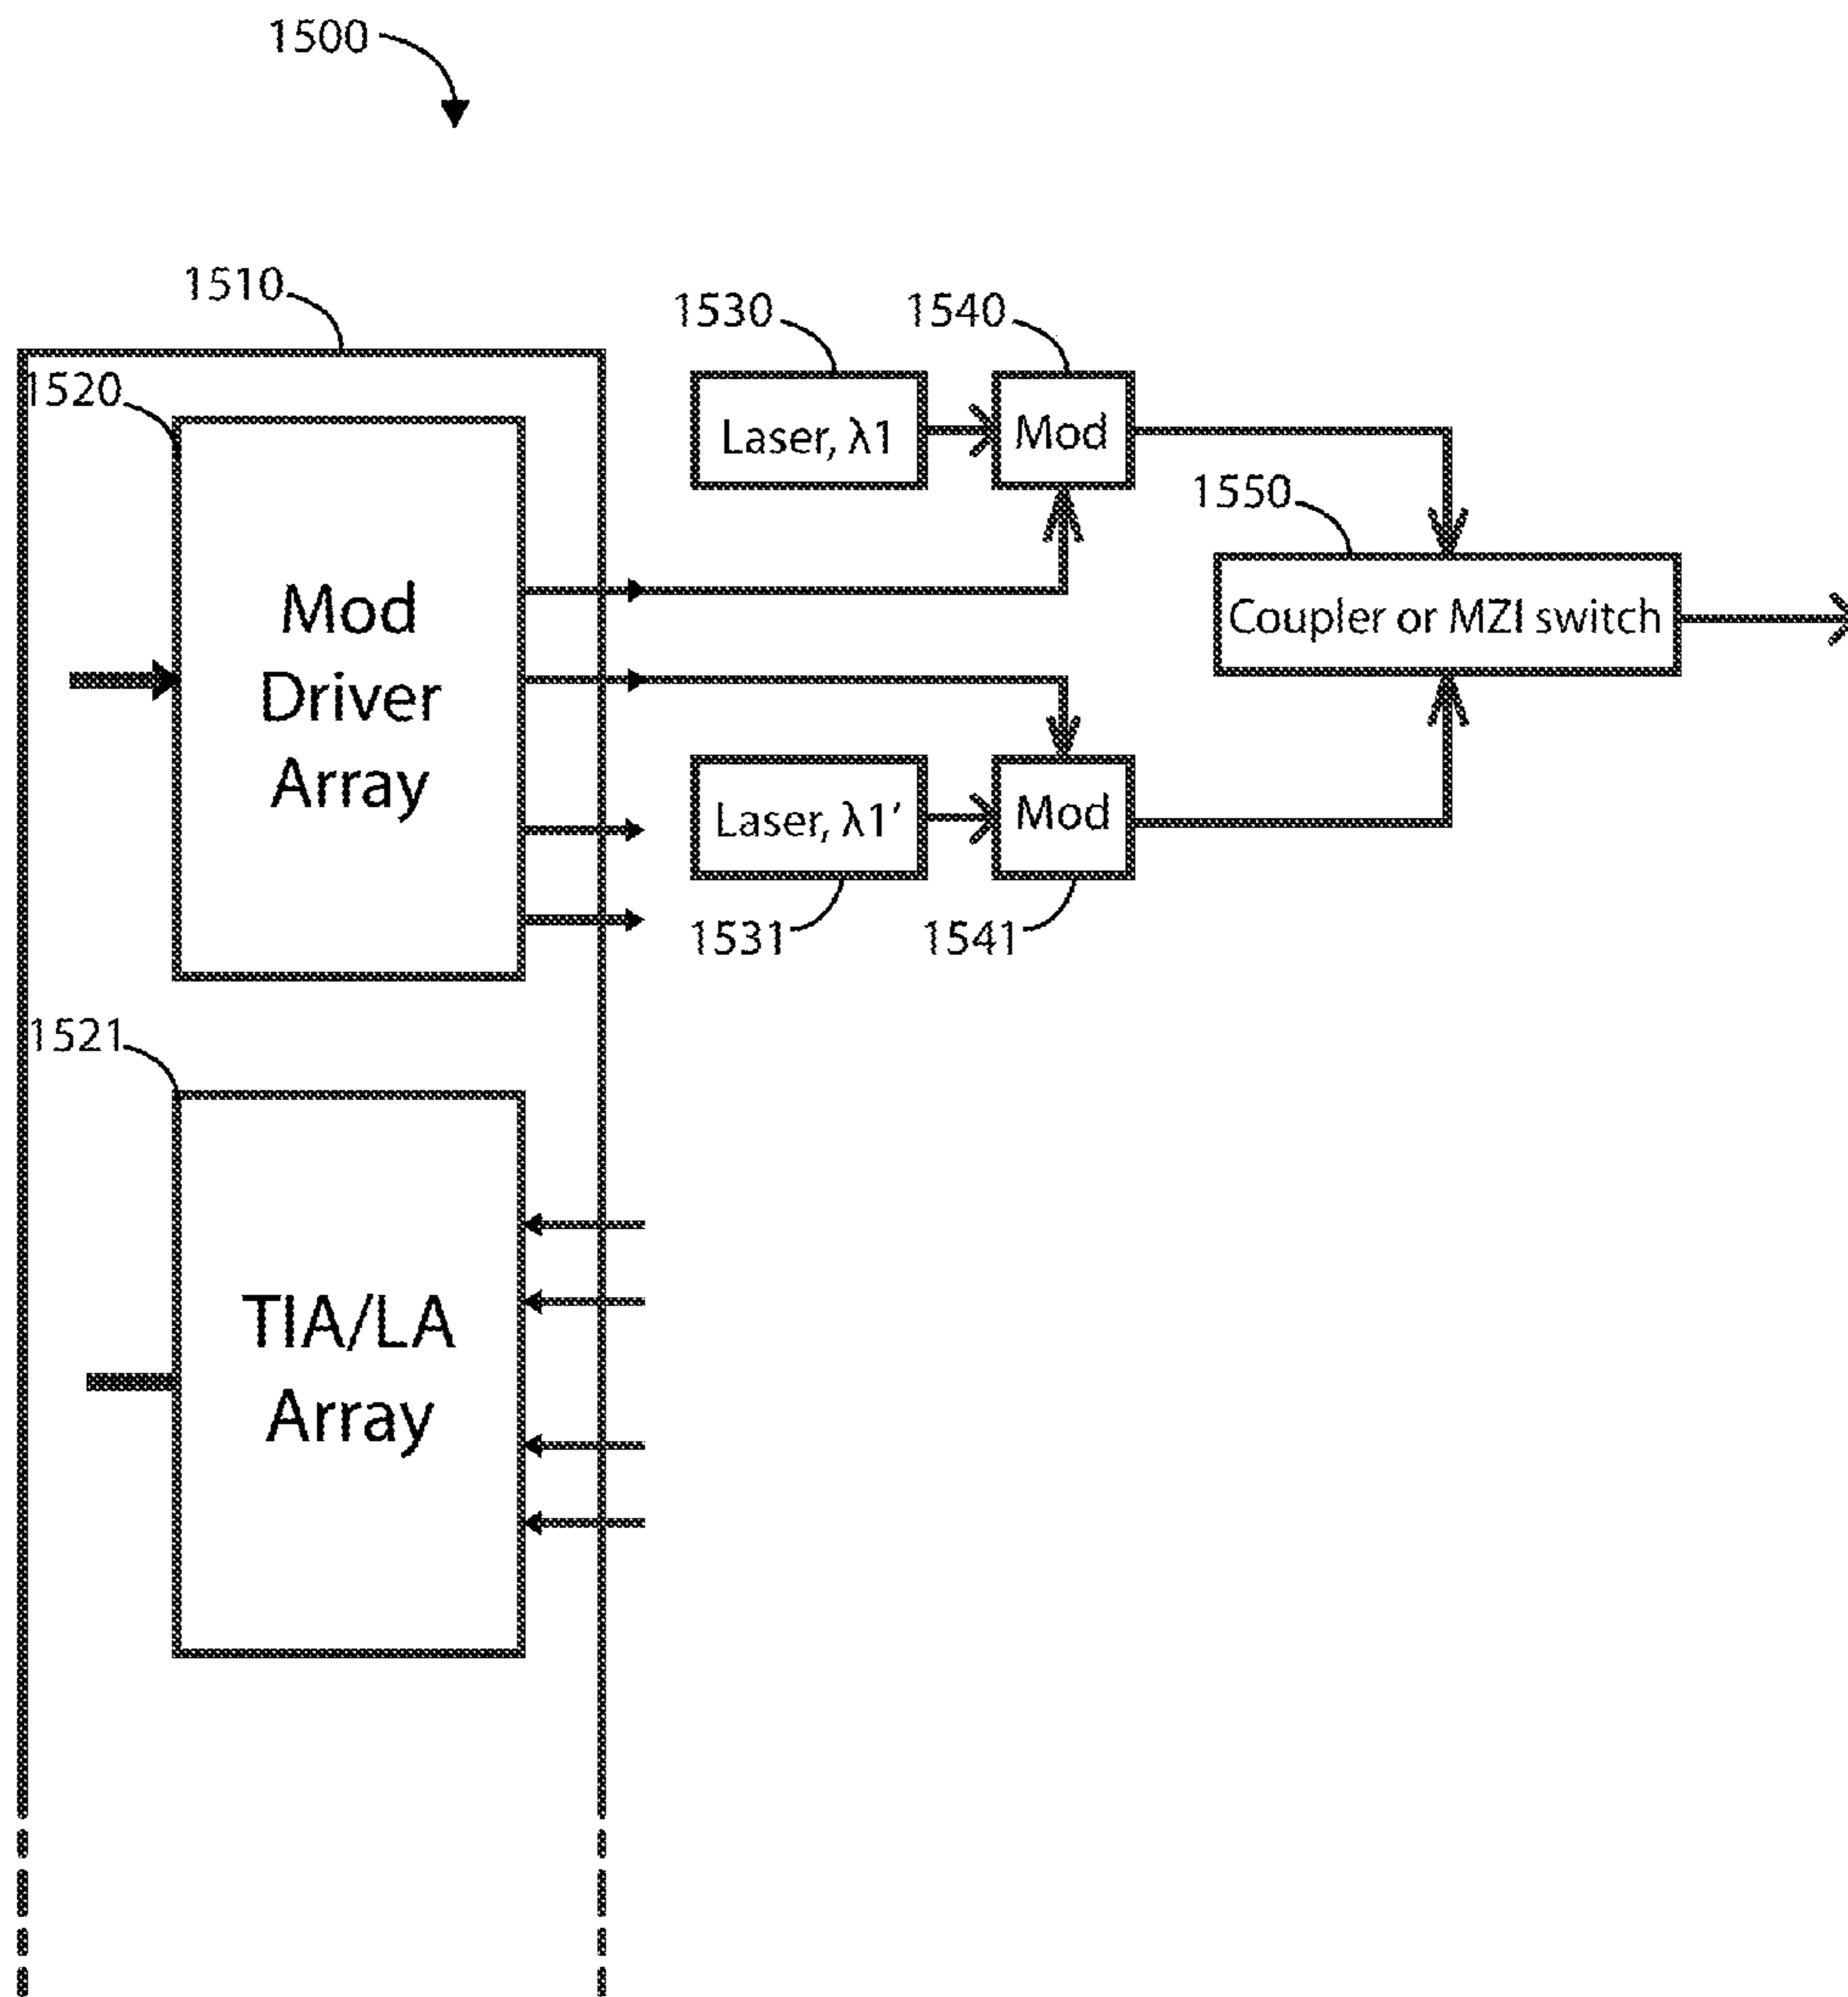 1500
1510
1530
1540
1520
Laser, λ1
Mod
1550
Mod
Driver
Array
Coupler or MZI switch
Laser, λ1’
Mod
1531
1541
1521
TIA/LA
Array